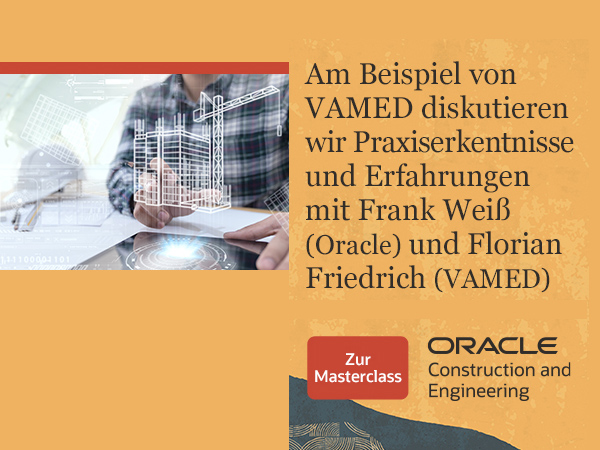 Am Beispiel von
VAMED diskutieren
wir Praxiserkentnisse
und Erfahrungen
mit Frank Weiß
(Oracle) und Florian
Friedrich (VAMED)
Zur
Masterclass
ORACLE
Construction and
Engineering